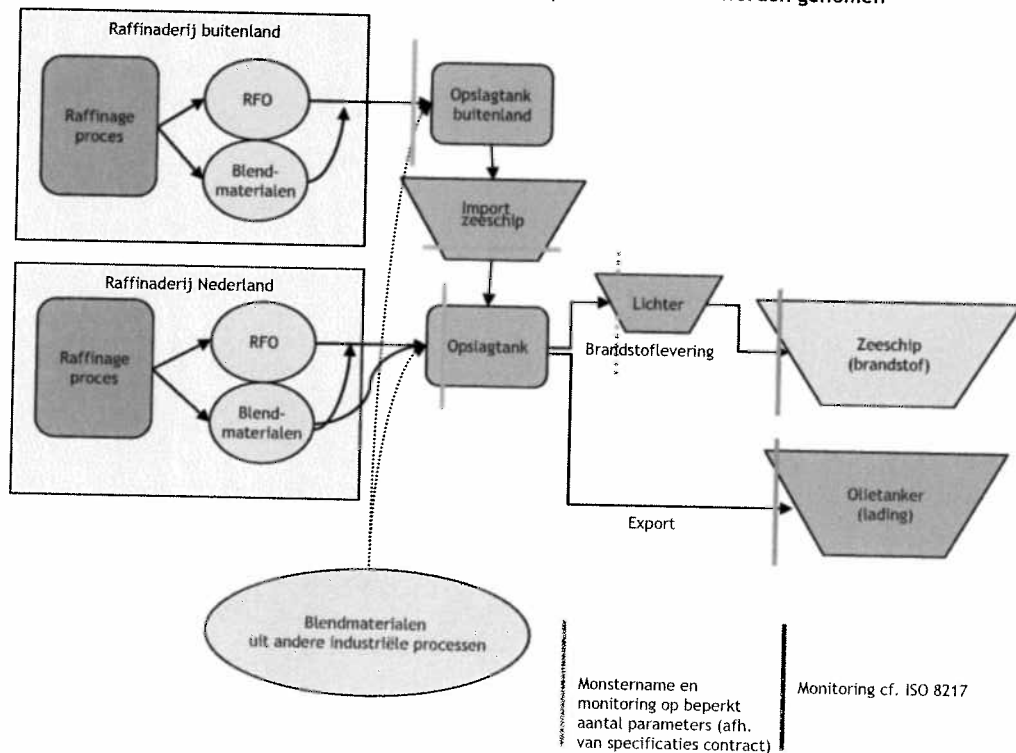 worden genomen
Raffinaderij buitenland
Raffinage
proces
RFO
Blend-
materialen
Opslagtank
buitenland
Import
zeeschip
Raffinaderij Nederland
Raffinage
proces
RFO
Blend-
materialen
Opslagtank
Lichter
Brandstoflevering
Zeeschip
(brandstof)
Export
Olietanker
(lading)
Blendmaterialen
uit andere industriële processen
Monstername en
monitoring op beperkt
aantal parameters (afh.
van specificaties contract)
Monitoring cf. ISO 8217